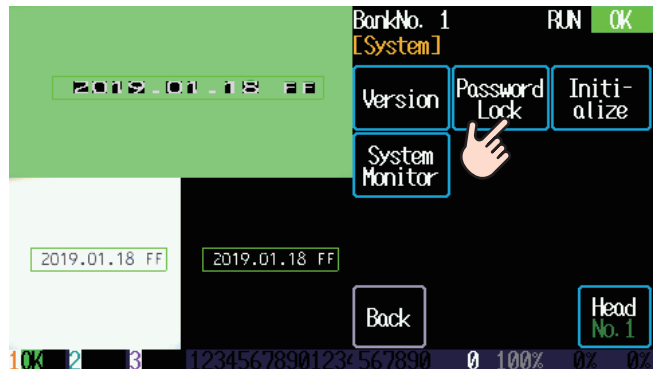 BankNo. 1 RUN OK
[System]
2019.01.18 FF
Version
Password
Lock
Initi-
alize
System
Monitor
2019.01.18 FF
2019.01.18 FF
Back
Head
No.1
1OK 2 3 1234567890123 567890 0 100% 0% 0%